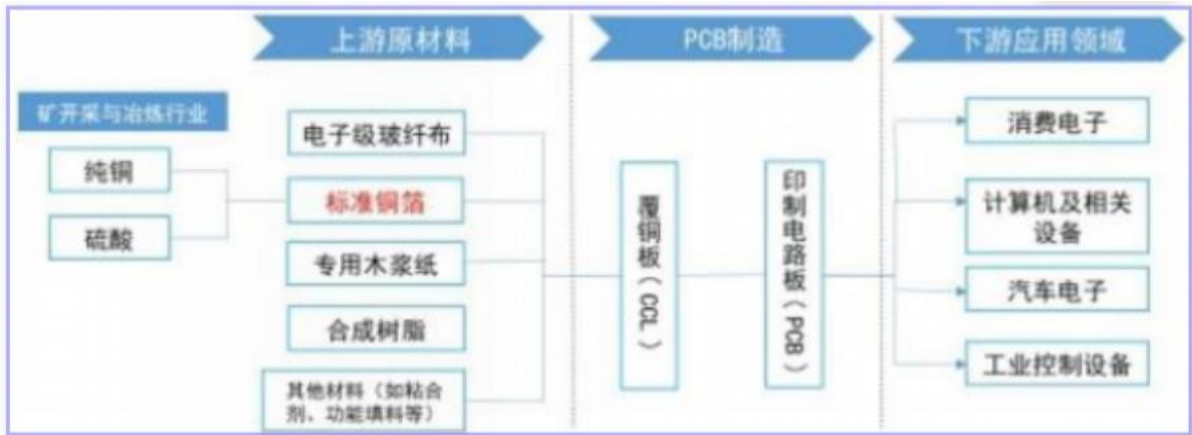 上游原材料
PCB制造
下游应用领域
矿开采与冶炼行业
纯铜
硫酸
电子级玻纤布
标准铜箔
专用木浆纸
合成树脂
其他材料（如粘合
剂、功能填料等）
覆铜板（CCL）
印制电路板（PCB）
消费电子
计算机及相关
设备
汽车电子
工业控制设备